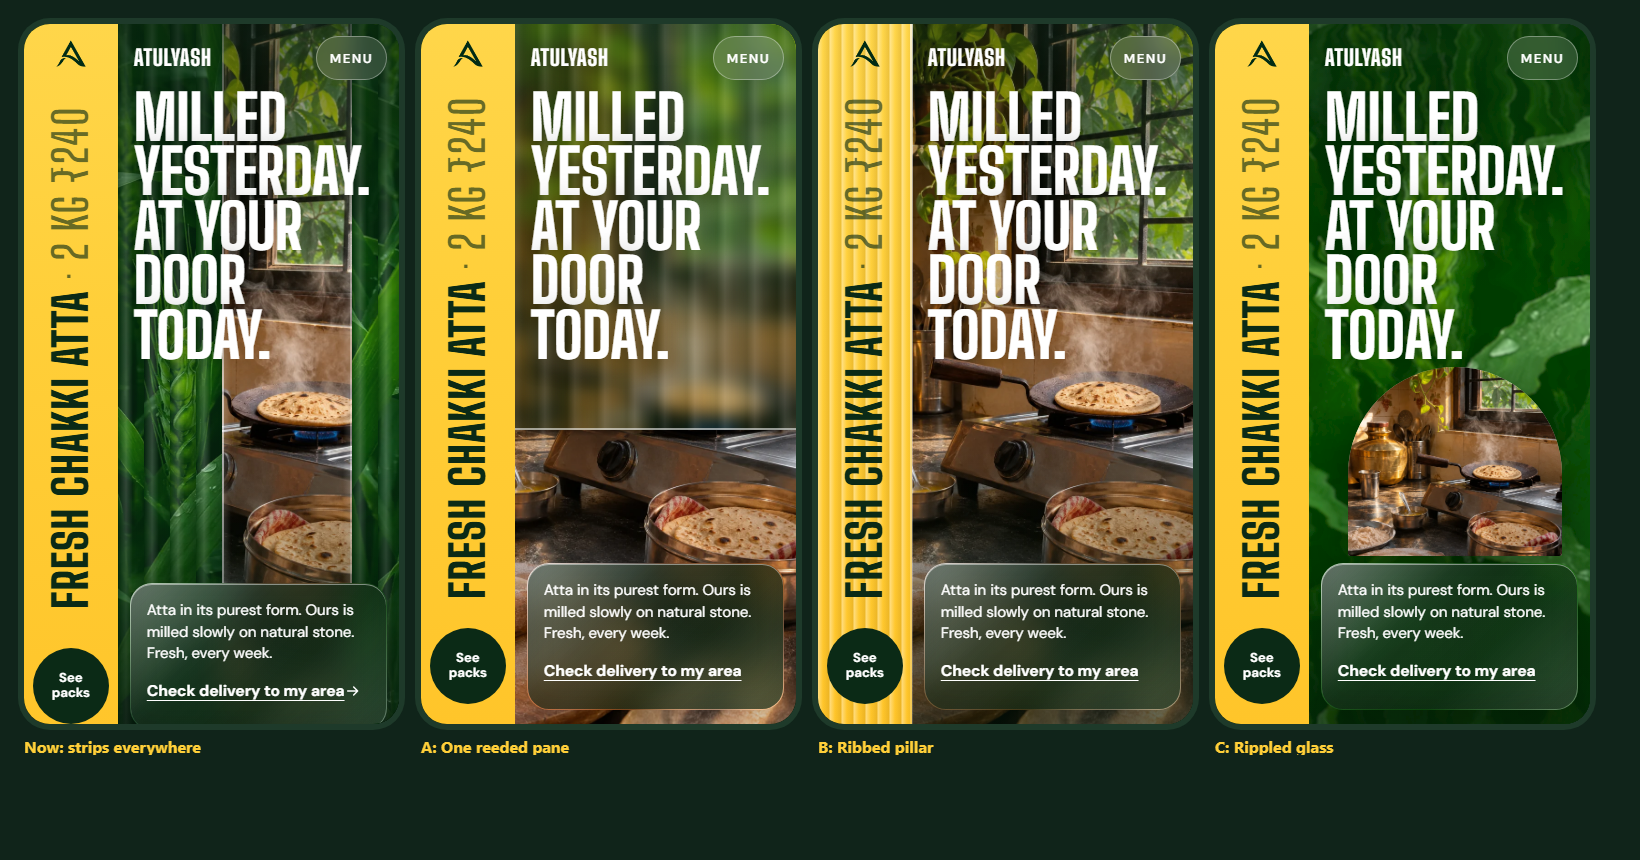 FRESH CHAKKI ATTA · 2 KG ₹240
See
packs
ATULYASH
MENU
MILLED
YESTERDAY.
AT YOUR
DOOR
TODAY.
Atta in its purest form. Ours is
milled slowly on natural stone.
Fresh, every week.
Check delivery to my area→
Now: strips everywhere
FRESH CHAKKI ATTA · 2 KG ₹240
See
packs
ATULYASH
MENU
MILLED
YESTERDAY.
AT YOUR
DOOR
TODAY.
Atta in its purest form. Ours is
milled slowly on natural stone.
Fresh, every week.
Check delivery to my area
A: One reeded pane
FRESH CHAKKI ATTA · 2 KG ₹240
See
packs
ATULYASH
MENU
MILLED
YESTERDAY.
AT YOUR
DOOR
TODAY.
Atta in its purest form. Ours is
milled slowly on natural stone.
Fresh, every week.
Check delivery to my area
B: Ribbed pillar
FRESH CHAKKI ATTA · 2 KG ₹240
See
packs
ATULYASH
MENU
MILLED
YESTERDAY.
AT YOUR
DOOR
TODAY.
Atta in its purest form. Ours is
milled slowly on natural stone.
Fresh, every week.
Check delivery to my area
C: Rippled glass